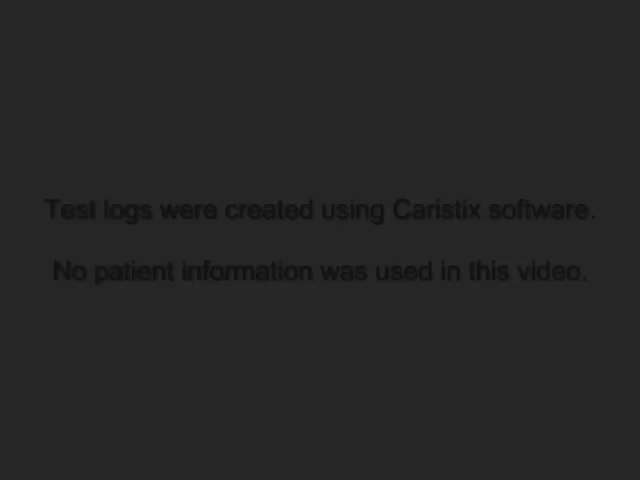 Test logs were created using Caristix software.
No patient information was used in this video.